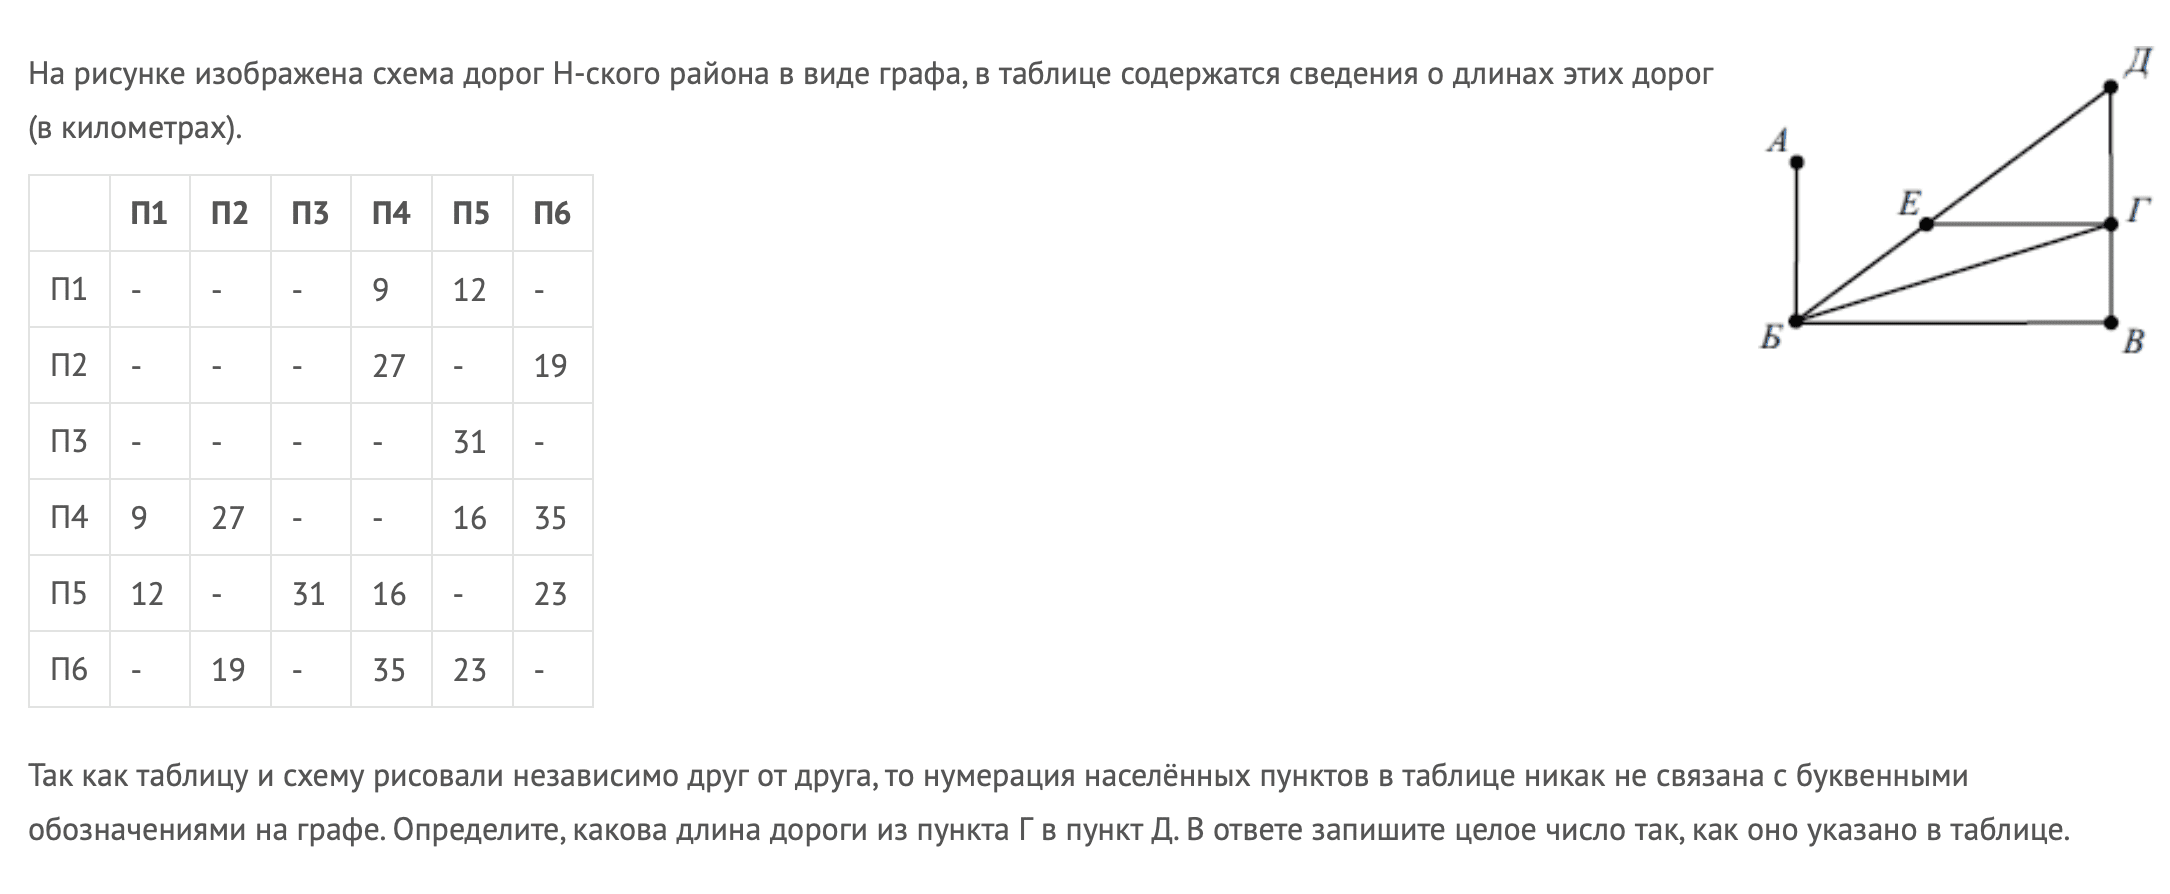 На рисунке изображена схема дорог Н-ского района в виде графа, в таблице содержатся сведения о длинах этих дорог
(в километрах).
П1 П2 П3 П4 П5 П6
П1 - - - 9 12 -
П2 - - - 27 - 19
П3 - - - - 31 -
П4 9 27 - - 16 35
П5 12 - 31 16 - 23
П6 - 19 - 35 23 -
Д
А
Е
Г
Б
В
Так как таблицу и схему рисовали независимо друг от друга, то нумерация населённых пунктов в таблице никак не связана с буквенными
обозначениями на графе. Определите, какова длина дороги из пункта Г в пункт Д. В ответе запишите целое число так, как оно указано в таблице.